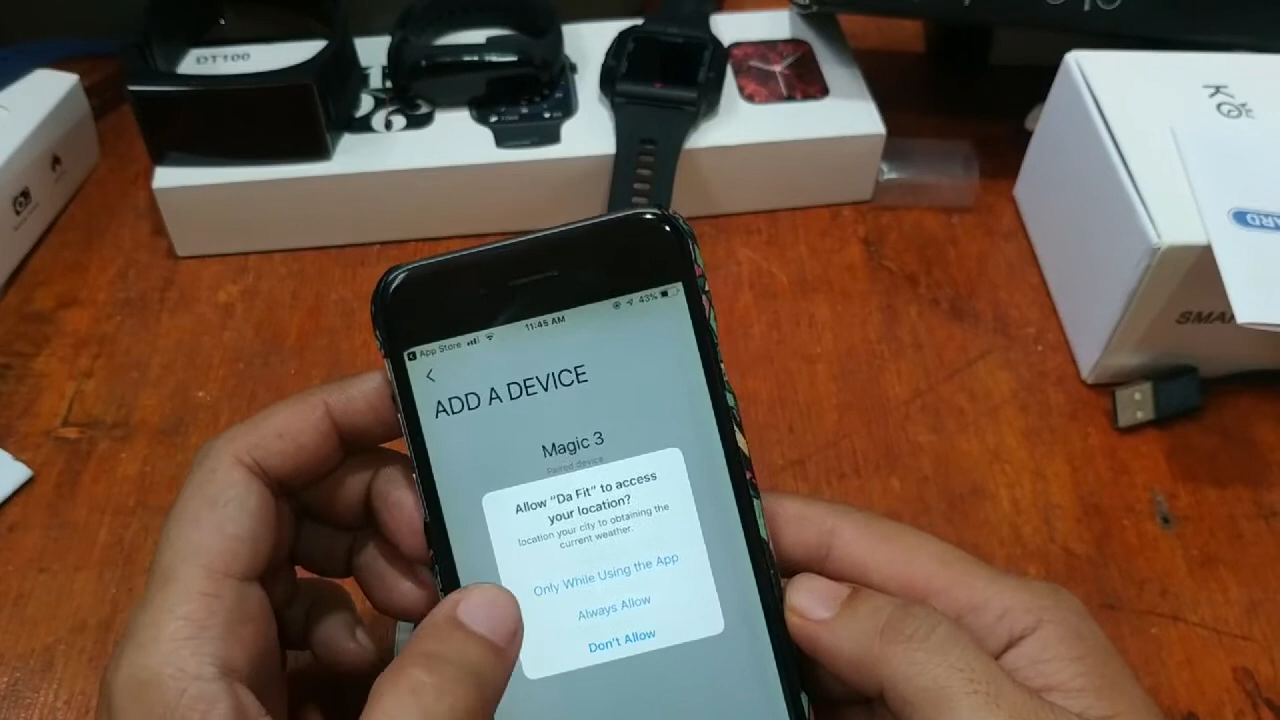 DT100
SMA
App Store
11:45 AM
43%
ADD A DEVICE
Magic 3
Paired device
Allow “Da Fit” to access
your location?
location your city to obtaining the
current weather.
Only While Using the App
Always Allow
Don't Allow